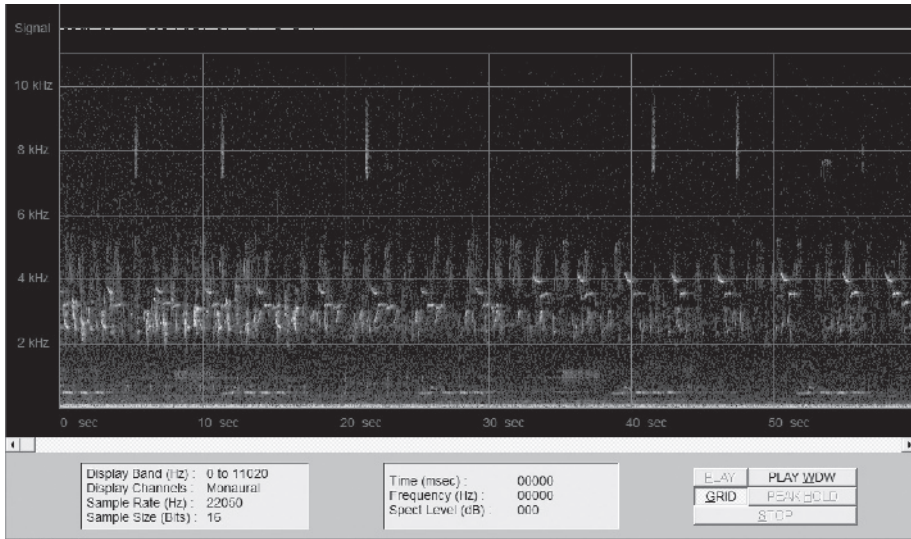 Signal
10 kHz
8 kHz
6 kHz
4 kHz
2 kHz
0 sec 10 sec 20 sec 30 sec 40 sec 50 sec
Display Band (Hz) : 0 to 11020
Display Channels : Monaural
Sample Rate (Hz) : 22050
Sample Size (Bits) : 16
Time (msec) : 00000
Frequency (Hz) : 00000
Spect Level (dB) : 000
PLAY PLAY WDW
GRID PEAK HOLD
STOP